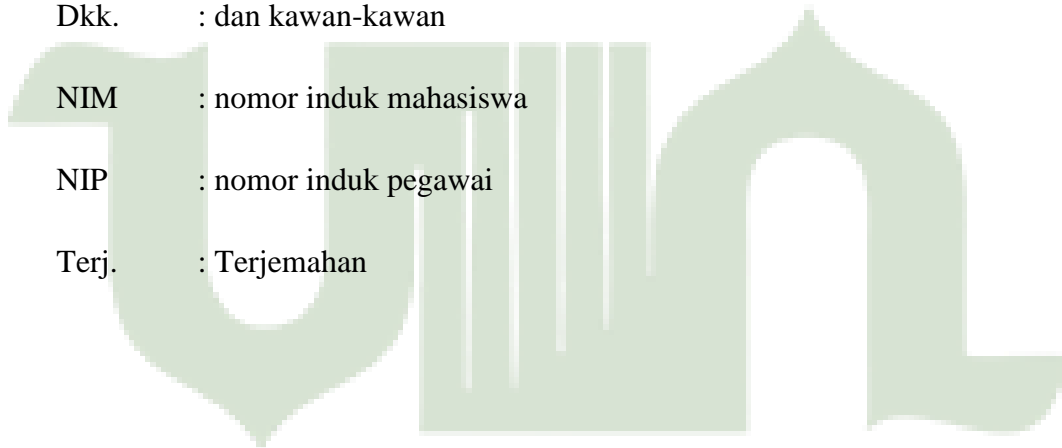 Dkk. : dan kawan-kawan
NIM : nomor induk mahasiswa
NIP : nomor induk pegawai
Terj. : Terjemahan